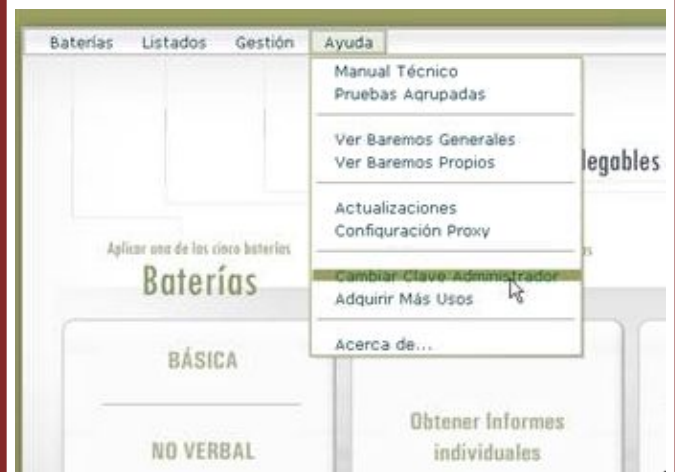 Baterías Listados Gestión Ayuda
Manual Técnico
Pruebas Agrupadas
Ver Baremos Generales
Ver Baremos Propios
legables
Actualizaciones
Configuración Proxy
Cambiar Clave Administrador
Adquirir Más Usos
Acerca de...
Aplicar una de las cinco baterías
Baterías
BÁSICA
NO VERBAL
Obtener Informes
individuales